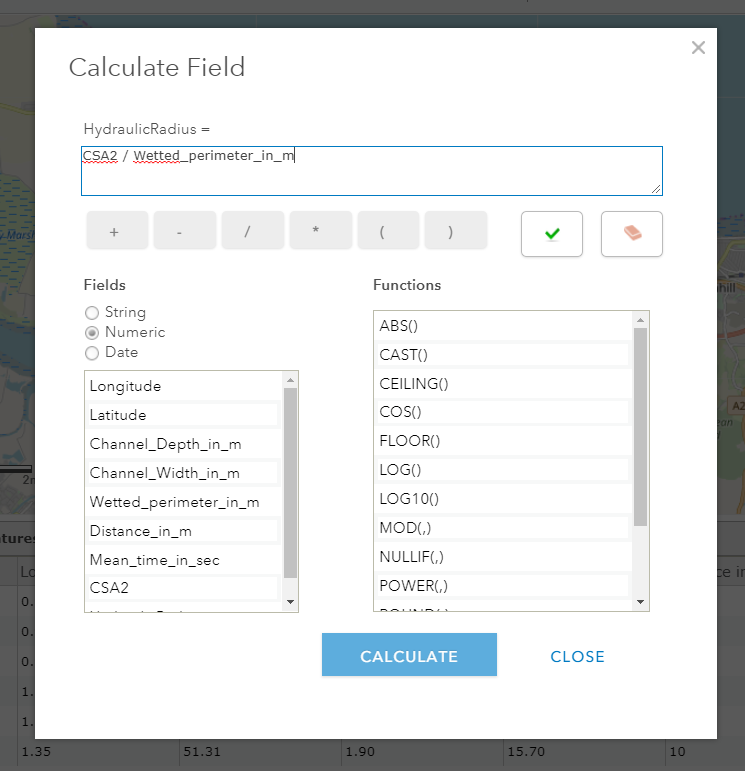 Calculate Field
HydraulicRadius =
CSA2 / Wetted_perimeter_in_m
+ - / * ( )
Fields
String
Numeric
Date
Longitude
Latitude
Channel_Depth_in_m
Channel_Width_in_m
Wetted_perimeter_in_m
Distance_in_m
Mean_time_in_sec
CSA2
Functions
ABS()
CAST()
CEILING()
COS()
FLOOR()
LOG()
LOG10()
MOD(,)
NULLIF(,)
POWER(,)
CALCULATE
CLOSE
1.35 51.31 1.90 15.70 10